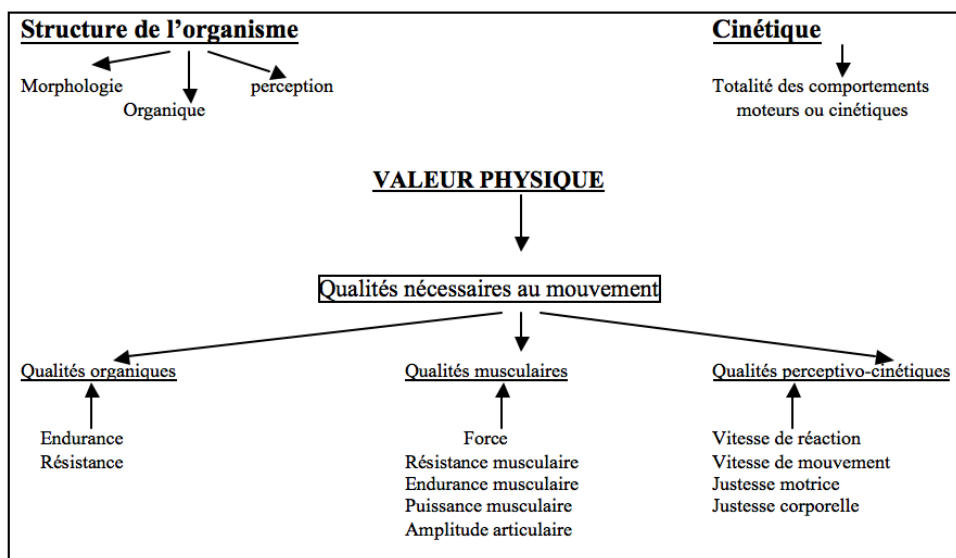 Structure de l'organisme
Cinétique
Morphologie
perception
Organique
Totalité des comportements
moteurs ou cinétiques
VALEUR PHYSIQUE
Qualités nécessaires au mouvement
Qualités organiques
Endurance
Résistance
Qualités musculaires
Force
Résistance musculaire
Endurance musculaire
Puissance musculaire
Amplitude articulaire
Qualités perceptivo-cinétiques
Vitesse de réaction
Vitesse de mouvement
Justesse motrice
Justesse corporelle